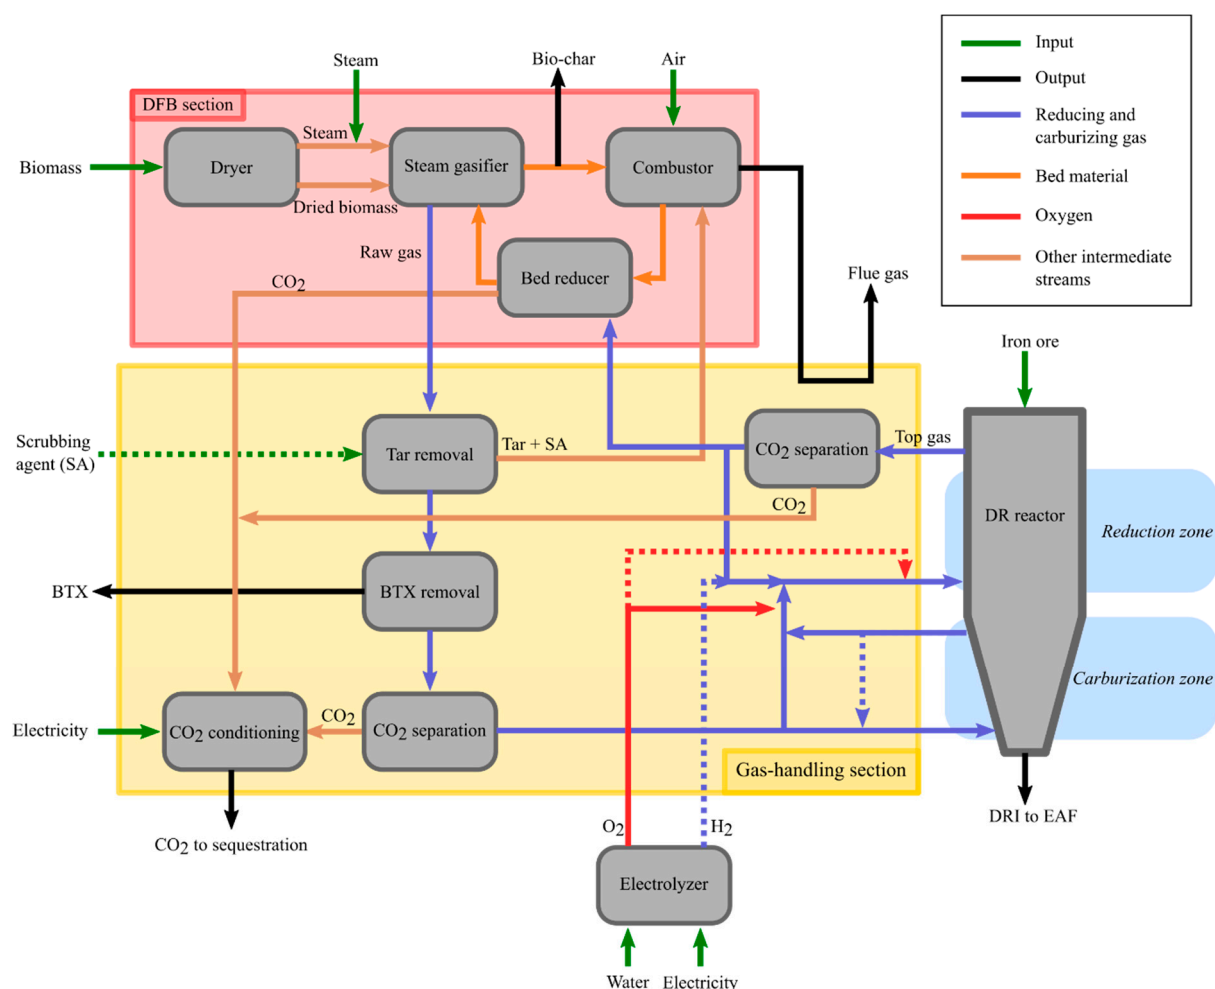 Input
Output
Reducing and
carburizing gas
Bed material
Oxygen
Other intermediate
streams
Steam
Bio-char
Air
DFB section
Biomass
Dryer
Steam
Dried biomass
Steam gasifier
Combustor
Raw gas
Bed reducer
CO2
Flue gas
Iron ore
Scrubbing
agent (SA)
Tar removal
Tar + SA
CO2 separation
Top gas
CO2
DR reactor
Reduction zone
BTX
BTX removal
Carburization zone
Electricity
CO2 conditioning
CO2
CO2 separation
Gas-handling section
DRI to EAF
CO2 to sequestration
O2
H2
Electrolyzer
Water
Electricity